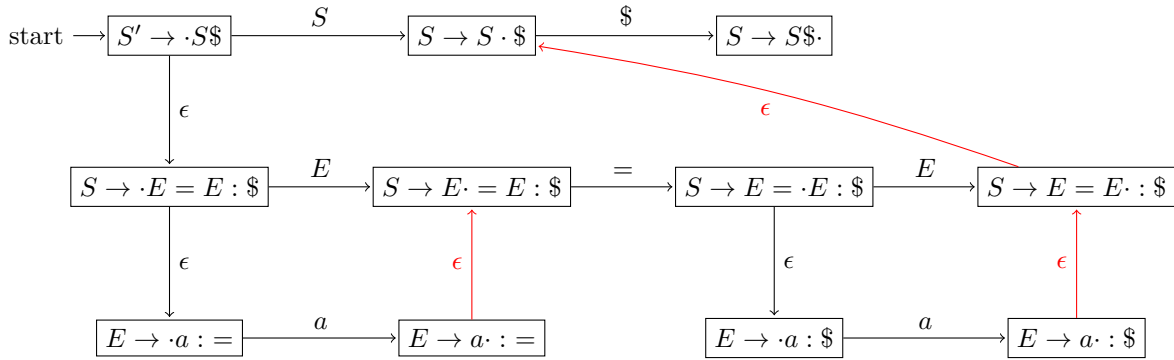 S
$
start
S′ → ·S$
S → S · $
S → S$·
ϵ
ϵ
E
=
E
S → ·E = E : $
S → E· = E : $
S → E = ·E : $
S → E = E· : $
ϵ
ϵ
ϵ
ϵ
a
a
E → ·a : =
E → a· : =
E → ·a : $
E → a· : $